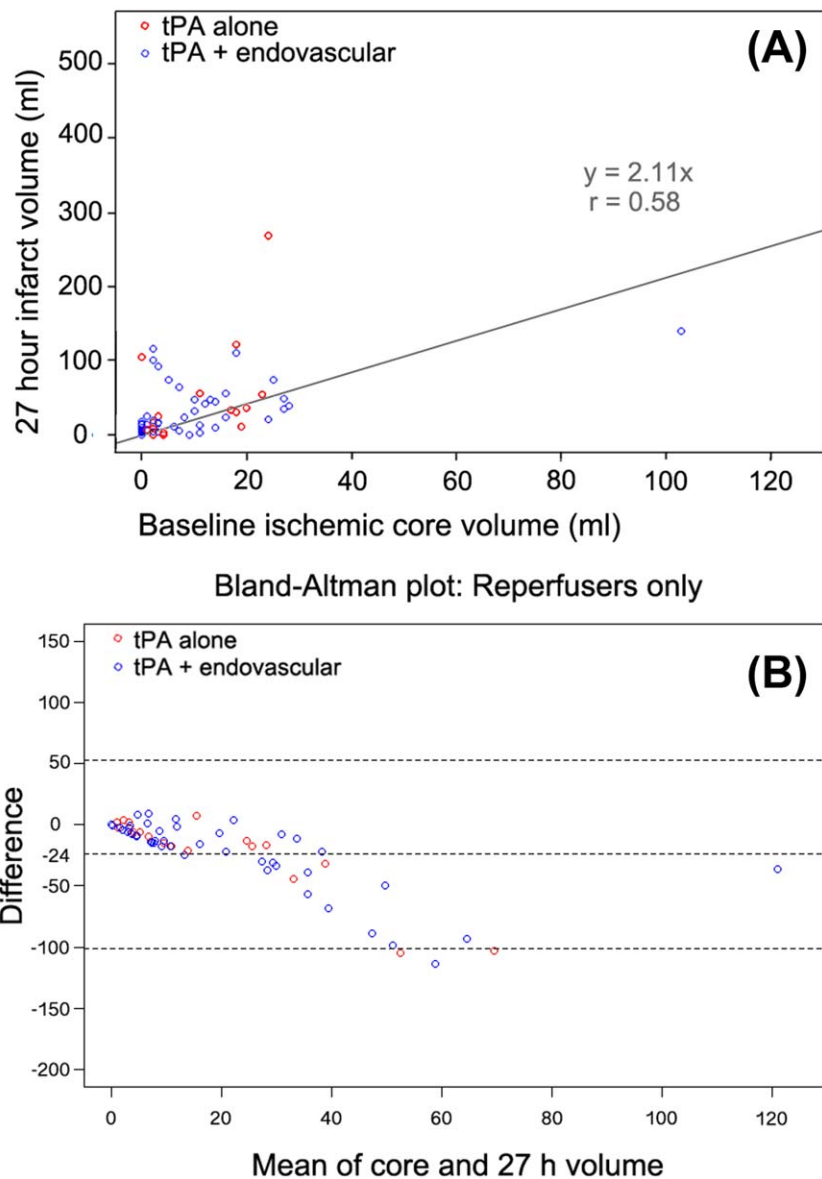 tPA alone
tPA + endovascular
(A)
500
400
300
200
100
0
27 hour infarct volume (ml)
y = 2.11x
r = 0.58
0 20 40 60 80 100 120
Baseline ischemic core volume (ml)
Bland-Altman plot: Reperfusers only
tPA alone
tPA + endovascular
(B)
150
100
50
0
-24
-50
-100
-150
-200
Difference
0 20 40 60 80 100 120
Mean of core and 27 h volume